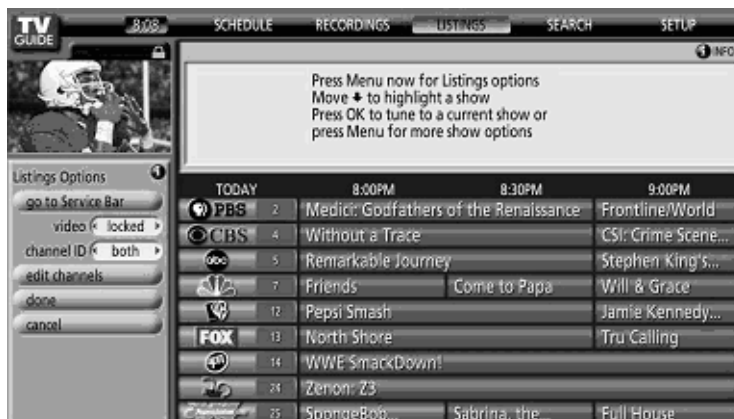 TV GUIDE
8:08
SCHEDULE RECORDINGS LISTINGS SEARCH SETUP
INFO
Press Menu now for Listings options
Move to highlight a show
Press OK to tune to a current show or
press Menu for more show options
Listings Options
go to Service Bar
video locked
channel ID both
edit channels
done
cancel
TODAY 8:00PM 8:30PM 9:00PM
PBS 2 Medici: Godfathers of the Renaissance Frontline/World
CBS 4 Without a Trace CSI: Crime Scene...
abc 5 Remarkable Journey Stephen King's...
7 Friends Come to Papa Will & Grace
12 Pepsi Smash Jamie Kennedy...
FOX 13 North Shore Tru Calling
14 WWE SmackDown!
24 Zenon: Z3
25 SpongeBob... Sabrina, the... Full House